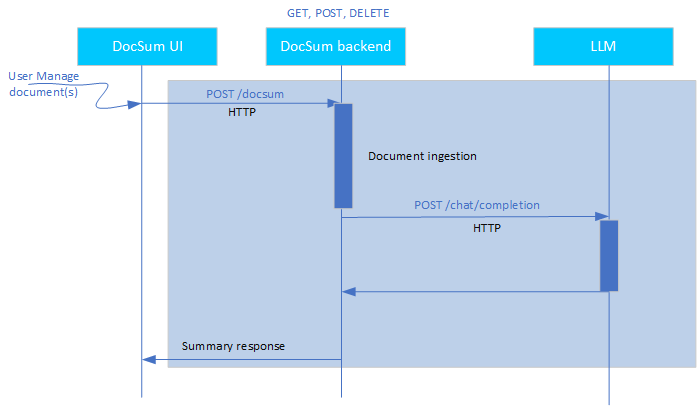 GET, POST, DELETE
DocSum UI
DocSum backend
LLM
User Manage
document(s)
POST /docsum
HTTP
Document ingestion
POST /chat/completion
HTTP
Summary response